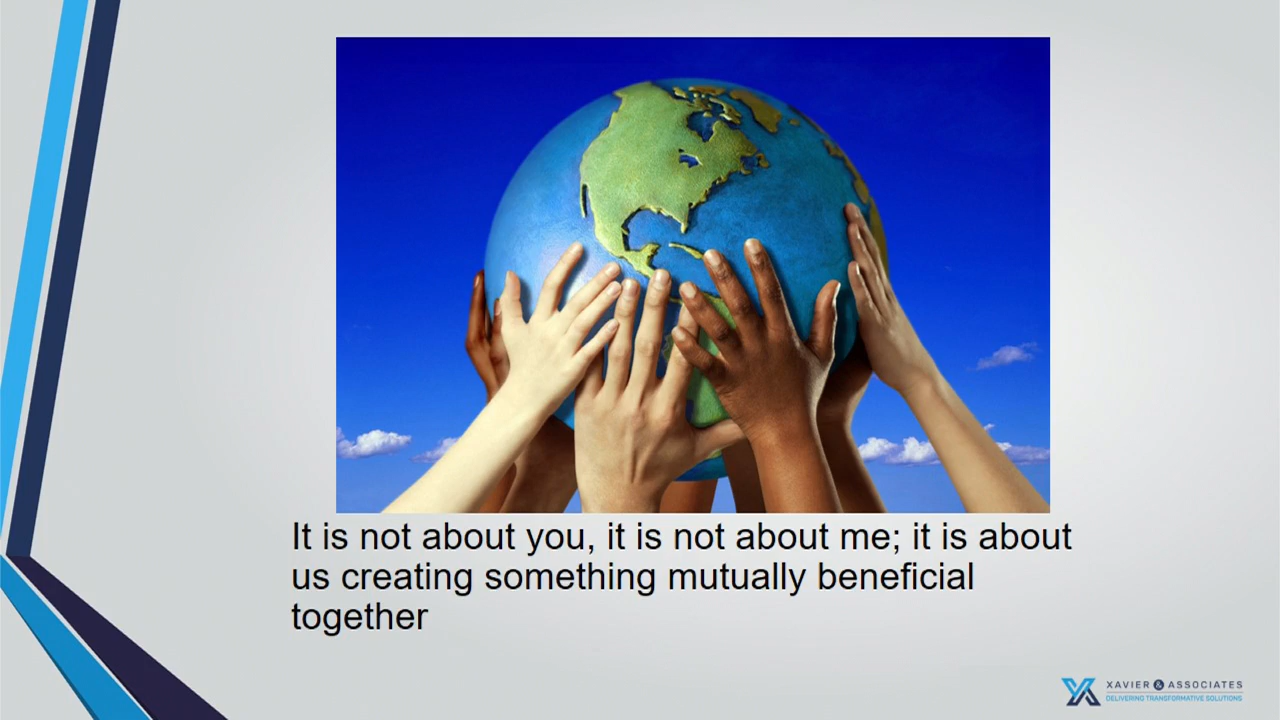 It is not about you, it is not about me; it is about
us creating something mutually beneficial
together
XAVIER & ASSOCIATES
DELIVERING TRANSFORMATIVE SOLUTIONS